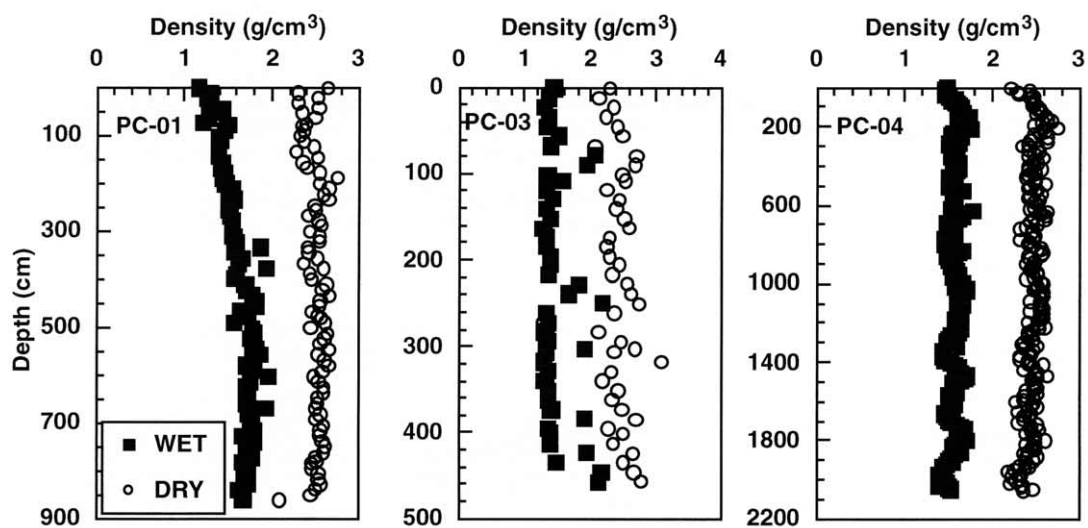 Density (g/cm³) Density (g/cm³) Density (g/cm³)
0 1 2 3 0 1 2 3 4 0 1 2 3
PC-01
100
300
500
700
900
Depth (cm)
WET
DRY
PC-03
0
100
200
300
400
500
PC-04
200
600
1000
1400
1800
2200